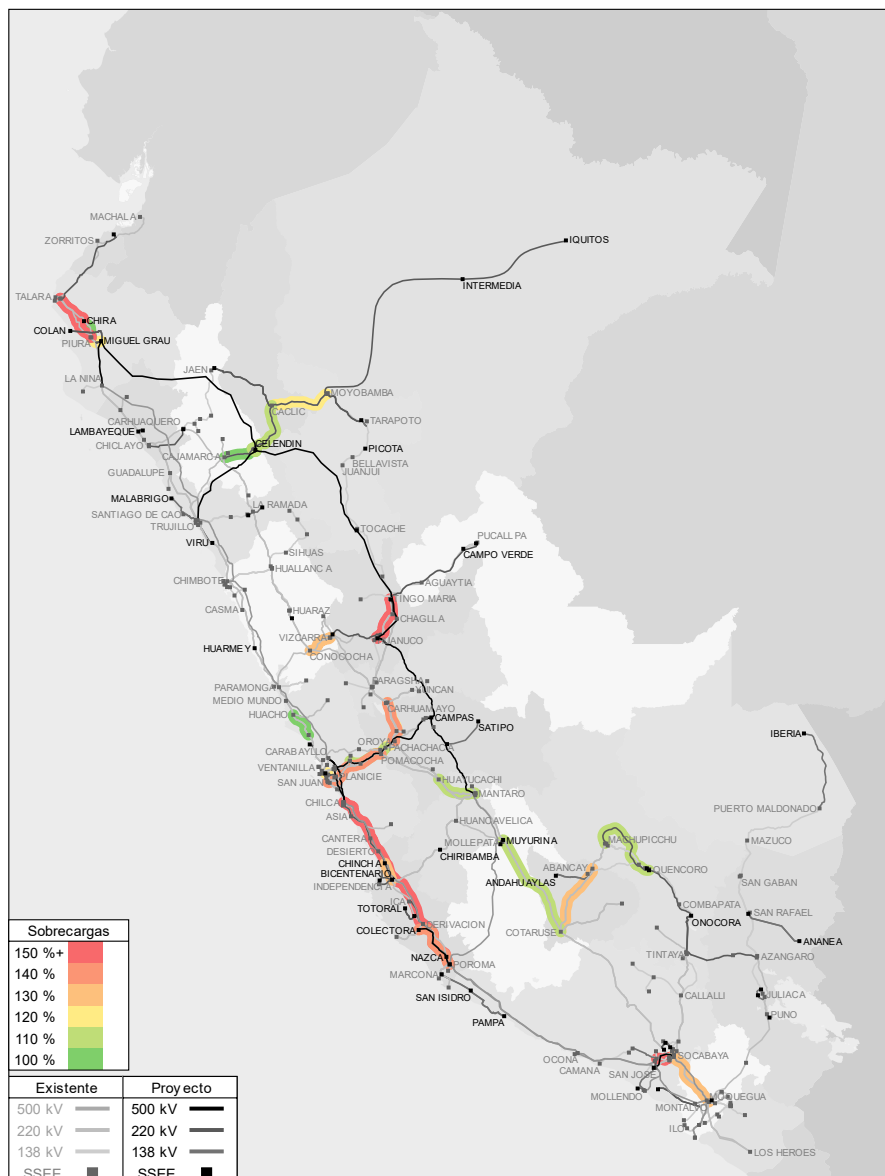 MACHALA
ZORRITOS
IQUITOS
INTERMEDIA
TALARA
CHIRA
COLAN
MIGUEL GRAU
PIURA
LA NINA
JAEN
MOYOBAMBA
CACLIC
CARHUAQUERO
TARAPOTO
LAMBAYEQUE
CHICLAYO
CELENDIN
PICOTA
CAJAMARCA
BELLAVISTA
GUADALUPE
JUANJUI
MALABRIGO
LA RAMADA
SANTIAGO DE CAO
TRUJILLO
TOCACHE
PUCALLPA
VIRU
CAMPO VERDE
SIHUAS
HUALLANCA
CHIMBOTE
AGUAYTIA
TINGO MARIA
CASMA
HUARAZ
CHAGLLA
VIZCARRA
HUANUCO
HUARMEY
CONOCOCHA
PARAGSHA
PARAMONGA
YUNCAN
MEDIO MUNDO
CARHUAMAYO
HUACHO
CAMPAS
SATIPO
IBERIA
OROYA
CARABAYLLO
PACHACHACA
POMACOCHA
VENTANILLA
PLANICIE
SAN JUAN
HUAYUCACHI
MANTARO
CHILCA
PUERTO MALDONADO
ASIA
HUANCAVELICA
CANTERA
MOLLEPATA
MUYURINA
MACHUPICCHU
MAZUCO
DESIERTO
CHIRIBAMBA
CHINCHA
ABANCAY
QUENCORO
BICENTENARIO
ANDAHUAYLAS
SAN GABAN
INDEPENDENCIA
ICA
COMBAPATA
TOTORAL
ONOCORA
SAN RAFAEL
DERIVACION
COLECTORA
COTARUSE
ANANEA
NAZCA
TINTAYA
AZANGARO
POROMA
MARCONA
SAN ISIDRO
CALLALLI
JULIACA
PAMPA
PUNO
OCONA
SOCABAYA
CAMANA
SAN JOSE
MOLLENDO
MOQUEGUA
MONTALVO
ILO
LOS HEROES
Sobrecargas
150 %+
140 %
130 %
120 %
110 %
100 %
Existente Proyecto
500 kV 500 kV
220 kV 220 kV
138 kV 138 kV
SSEE SSEE